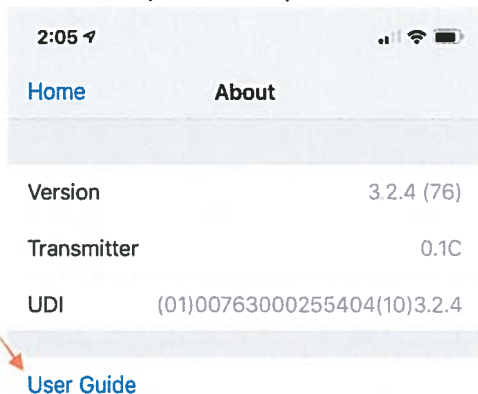 2:05
Home About
Version 3.2.4 (76)
Transmitter 0.1C
UDI (01)00763000255404(10)3.2.4
User Guide